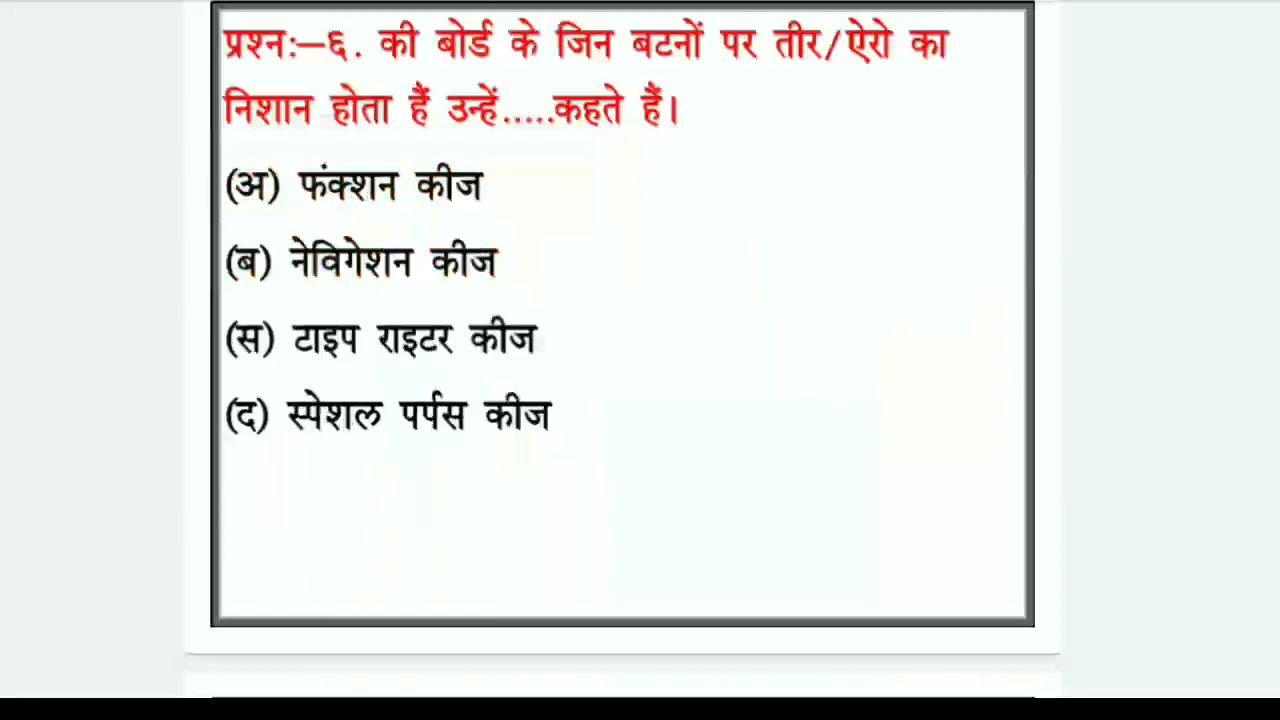 प्रश्न:–६. की बोर्ड के जिन बटनों पर तीर/ऐरो का
निशान होता हैं उन्हें.....कहते हैं।
(अ) फंक्शन कीज
(ब) नेविगेशन कीज
(स) टाइप राइटर कीज
(द) स्पेशल पर्पस कीज